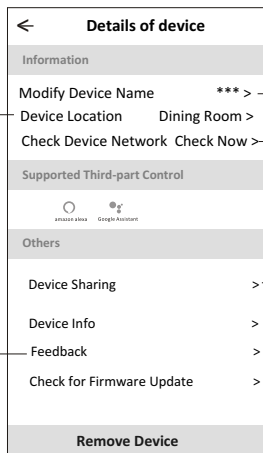 ← Details of device
Information
Modify Device Name *** >
Device Location Dining Room >
Check Device Network Check Now >
Supported Third-part Control
amazon alexa Google Assistant
Others
Device Sharing >
Device Info >
Feedback >
Check for Firmware Update >
Remove Device